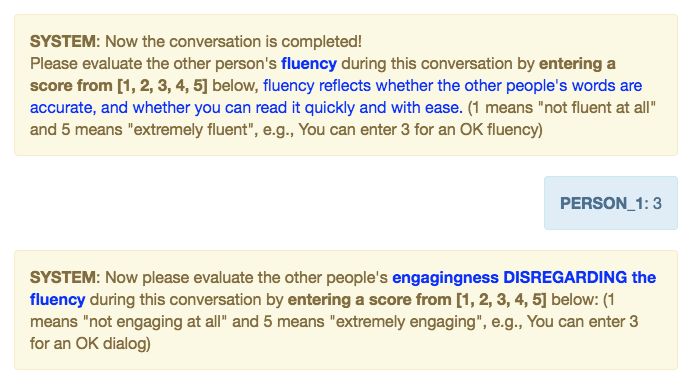 SYSTEM: Now the conversation is completed!
Please evaluate the other person's fluency during this conversation by entering a
score from [1, 2, 3, 4, 5] below, fluency reflects whether the other people's words are
accurate, and whether you can read it quickly and with ease. (1 means "not fluent at all"
and 5 means "extremely fluent", e.g., You can enter 3 for an OK fluency)
PERSON_1: 3
SYSTEM: Now please evaluate the other people's engagingness DISREGARDING the
fluency during this conversation by entering a score from [1, 2, 3, 4, 5] below: (1
means "not engaging at all" and 5 means "extremely engaging", e.g., You can enter 3
for an OK dialog)